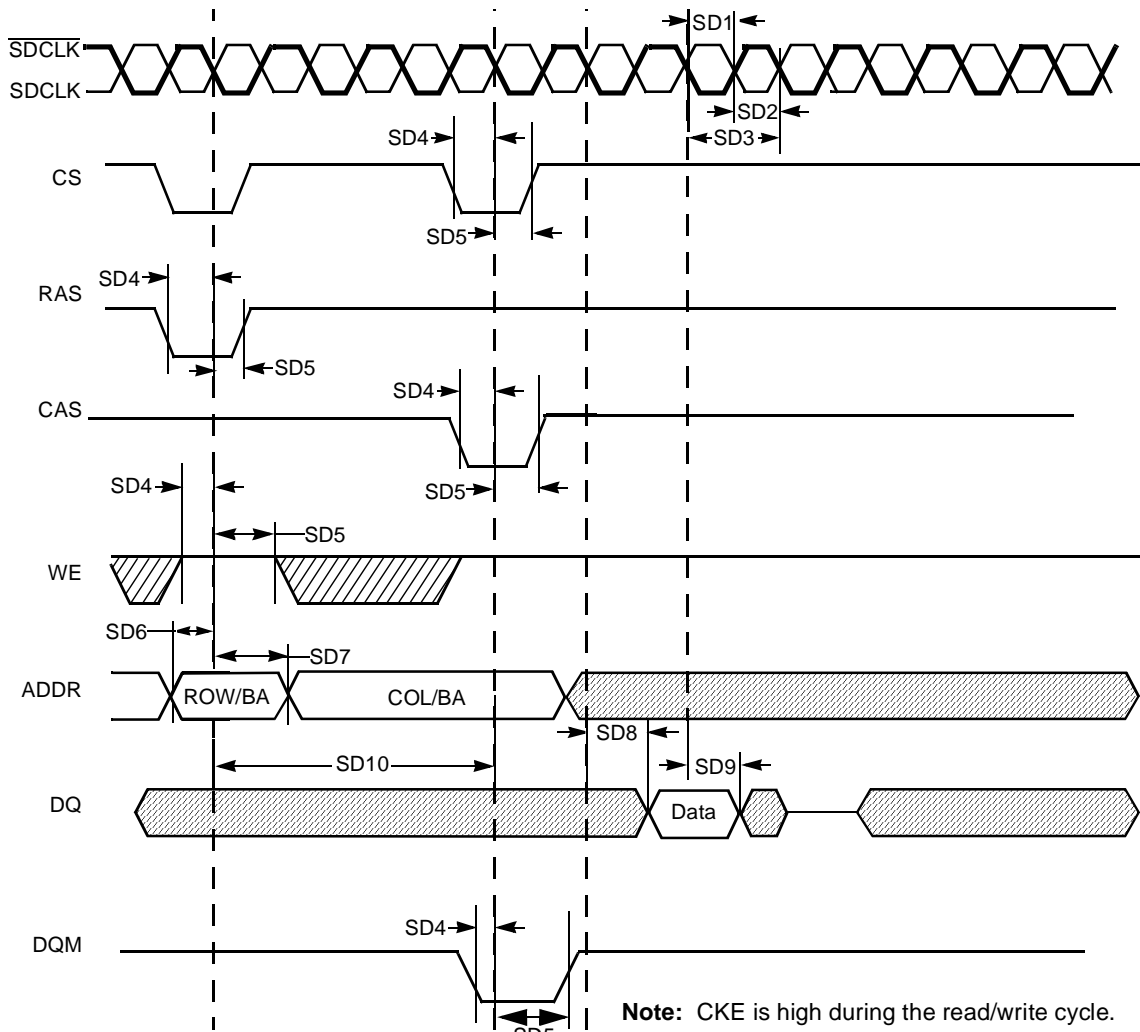 SD1
SDCLK
SDCLK
SD2
SD4
SD3
CS
SD5
SD4
RAS
SD5
SD4
CAS
SD4
SD5
SD5
WE
SD6
SD7
ADDR
ROW/BA
COL/BA
SD8
SD10
SD9
DQ
Data
SD4
DQM
Note: CKE is high during the read/write cycle.
SD5